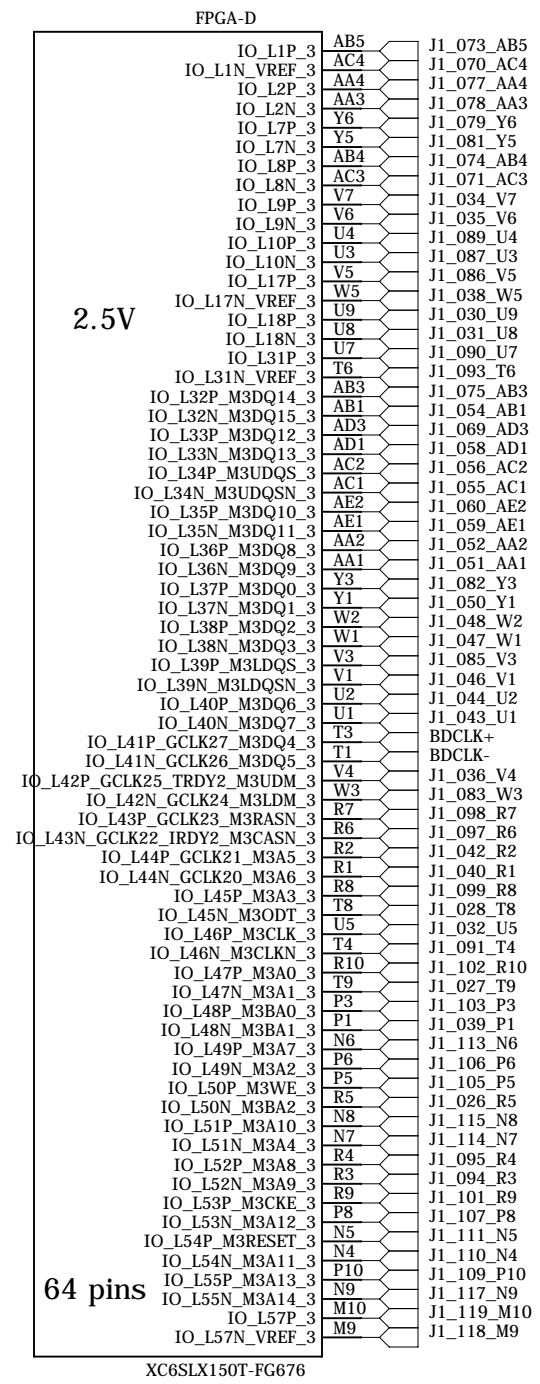 FPGA-D
IO_L1P_3 AB5 J1_073_AB5
IO_L1N_VREF_3 AC4 J1_070_AC4
IO_L2P_3 AA4 J1_077_AA4
IO_L2N_3 AA3 J1_078_AA3
IO_L7P_3 Y6 J1_079_Y6
IO_L7N_3 Y5 J1_081_Y5
IO_L8P_3 AB4 J1_074_AB4
IO_L8N_3 AC3 J1_071_AC3
IO_L9P_3 V7 J1_034_V7
IO_L9N_3 V6 J1_035_V6
IO_L10P_3 U4 J1_089_U4
IO_L10N_3 U3 J1_087_U3
IO_L17P_3 V5 J1_086_V5
IO_L17N_VREF_3 W5 J1_038_W5
2.5V
IO_L18P_3 U9 J1_030_U9
IO_L18N_3 U8 J1_031_U8
IO_L31P_3 U7 J1_090_U7
IO_L31N_VREF_3 T6 J1_093_T6
IO_L32P_M3DQ14_3 AB3 J1_075_AB3
IO_L32N_M3DQ15_3 AB1 J1_054_AB1
IO_L33P_M3DQ12_3 AD3 J1_069_AD3
IO_L33N_M3DQ13_3 AD1 J1_058_AD1
IO_L34P_M3UDQS_3 AC2 J1_056_AC2
IO_L34N_M3UDQSN_3 AC1 J1_055_AC1
IO_L35P_M3DQ10_3 AE2 J1_060_AE2
IO_L35N_M3DQ11_3 AE1 J1_059_AE1
IO_L36P_M3DQ8_3 AA2 J1_052_AA2
IO_L36N_M3DQ9_3 AA1 J1_051_AA1
IO_L37P_M3DQ0_3 Y3 J1_082_Y3
IO_L37N_M3DQ1_3 Y1 J1_050_Y1
IO_L38P_M3DQ2_3 W2 J1_048_W2
IO_L38N_M3DQ3_3 W1 J1_047_W1
IO_L39P_M3LDQS_3 V3 J1_085_V3
IO_L39N_M3LDQSN_3 V1 J1_046_V1
IO_L40P_M3DQ6_3 U2 J1_044_U2
IO_L40N_M3DQ7_3 U1 J1_043_U1
IO_L41P_GCLK27_M3DQ4_3 T3 BDCLK+
IO_L41N_GCLK26_M3DQ5_3 T1 BDCLK-
IO_L42P_GCLK25_TRDY2_M3UDM_3 V4 J1_036_V4
IO_L42N_GCLK24_M3LDM_3 W3 J1_083_W3
IO_L43P_GCLK23_M3RASN_3 R7 J1_098_R7
IO_L43N_GCLK22_IRDY2_M3CASN_3 R6 J1_097_R6
IO_L44P_GCLK21_M3A5_3 R2 J1_042_R2
IO_L44N_GCLK20_M3A6_3 R1 J1_040_R1
IO_L45P_M3A3_3 R8 J1_099_R8
IO_L45N_M3ODT_3 T8 J1_028_T8
IO_L46P_M3CLK_3 U5 J1_032_U5
IO_L46N_M3CLKN_3 T4 J1_091_T4
IO_L47P_M3A0_3 R10 J1_102_R10
IO_L47N_M3A1_3 T9 J1_027_T9
IO_L48P_M3BA0_3 P3 J1_103_P3
IO_L48N_M3BA1_3 P1 J1_039_P1
IO_L49P_M3A7_3 N6 J1_113_N6
IO_L49N_M3A2_3 P6 J1_106_P6
IO_L50P_M3WE_3 P5 J1_105_P5
IO_L50N_M3BA2_3 R5 J1_026_R5
IO_L51P_M3A10_3 N8 J1_115_N8
IO_L51N_M3A4_3 N7 J1_114_N7
IO_L52P_M3A8_3 R4 J1_095_R4
IO_L52N_M3A9_3 R3 J1_094_R3
IO_L53P_M3CKE_3 R9 J1_101_R9
IO_L53N_M3A12_3 P8 J1_107_P8
IO_L54P_M3RESET_3 N5 J1_111_N5
IO_L54N_M3A11_3 N4 J1_110_N4
64 pins
IO_L55P_M3A13_3 P10 J1_109_P10
IO_L55N_M3A14_3 N9 J1_117_N9
IO_L57P_3 M10 J1_119_M10
IO_L57N_VREF_3 M9 J1_118_M9
XC6SLX150T-FG676